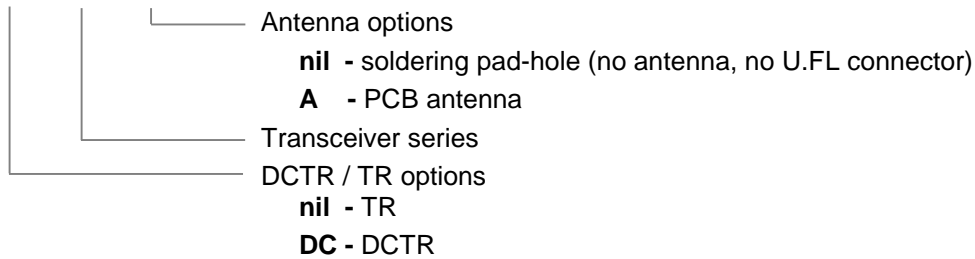 Antenna options
nil - soldering pad-hole (no antenna, no U.FL connector)
A - PCB antenna
Transceiver series
DCTR / TR options
nil - TR
DC - DCTR